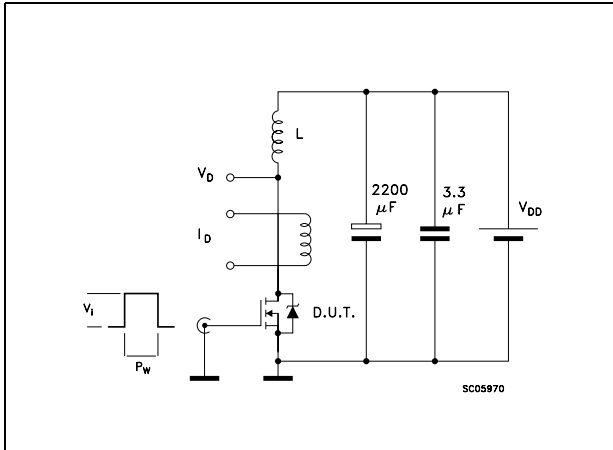 L
V_D
2200
μF
3.3
μF
V_DD
I_D
V_i
D.U.T.
P_W
SC05970